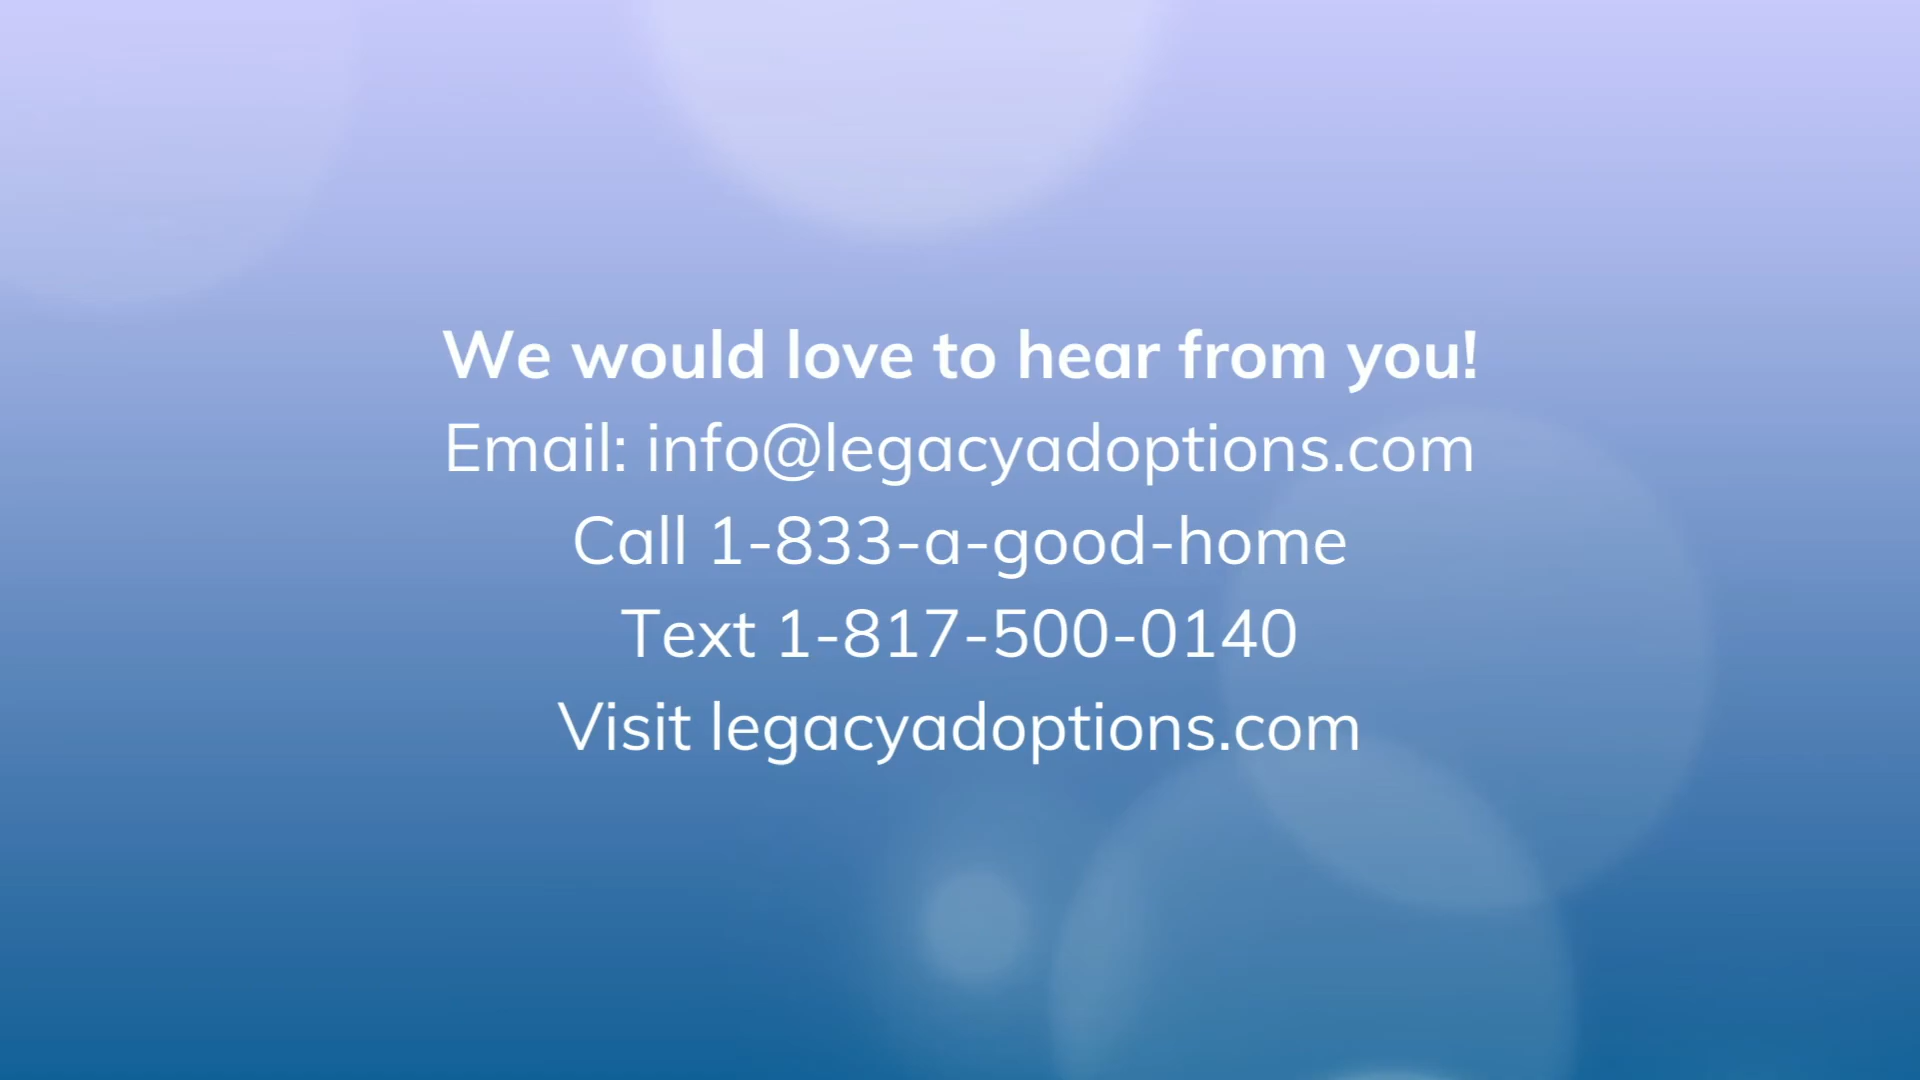 We would love to hear from you!
Email: info@legacyadoptions.com
Call 1-833-a-good-home
Text 1-817-500-0140
Visit legacyadoptions.com